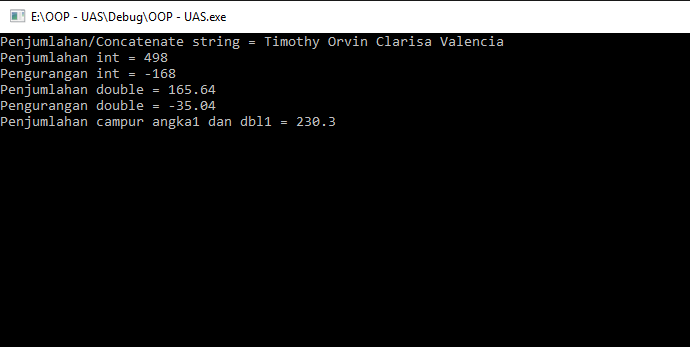 E:\OOP - UAS\Debug\OOP - UAS.exe
Penjumlahan/Concatenate string = Timothy Orvin Clarisa Valencia
Penjumlahan int = 498
Pengurangan int = -168
Penjumlahan double = 165.64
Pengurangan double = -35.04
Penjumlahan campur angka1 dan dbl1 = 230.3